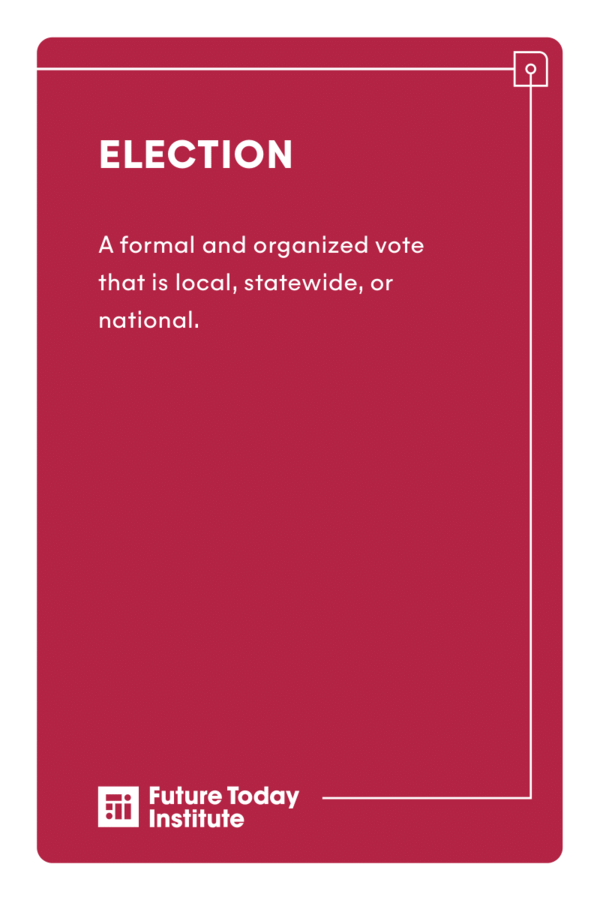 ELECTION
A formal and organized vote
that is local, statewide, or
national.
Future Today
Institute